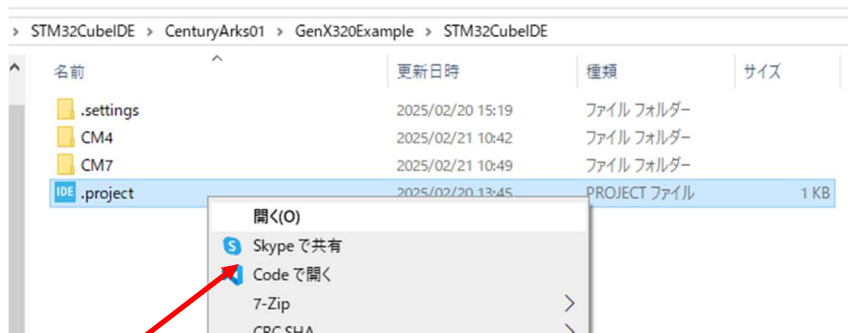 › STM32CubeIDE › CenturyArks01 › GenX320Example › STM32CubeIDE
名前 更新日時 種類 サイズ
.settings 2025/02/20 15:19 ファイル フォルダー
CM4 2025/02/21 10:42 ファイル フォルダー
CM7 2025/02/21 10:49 ファイル フォルダー
IDE .project 2025/02/20 13:45 PROJECT ファイル 1 KB
開く(O)
Skype で共有
Code で開く
7-Zip
CRC SHA